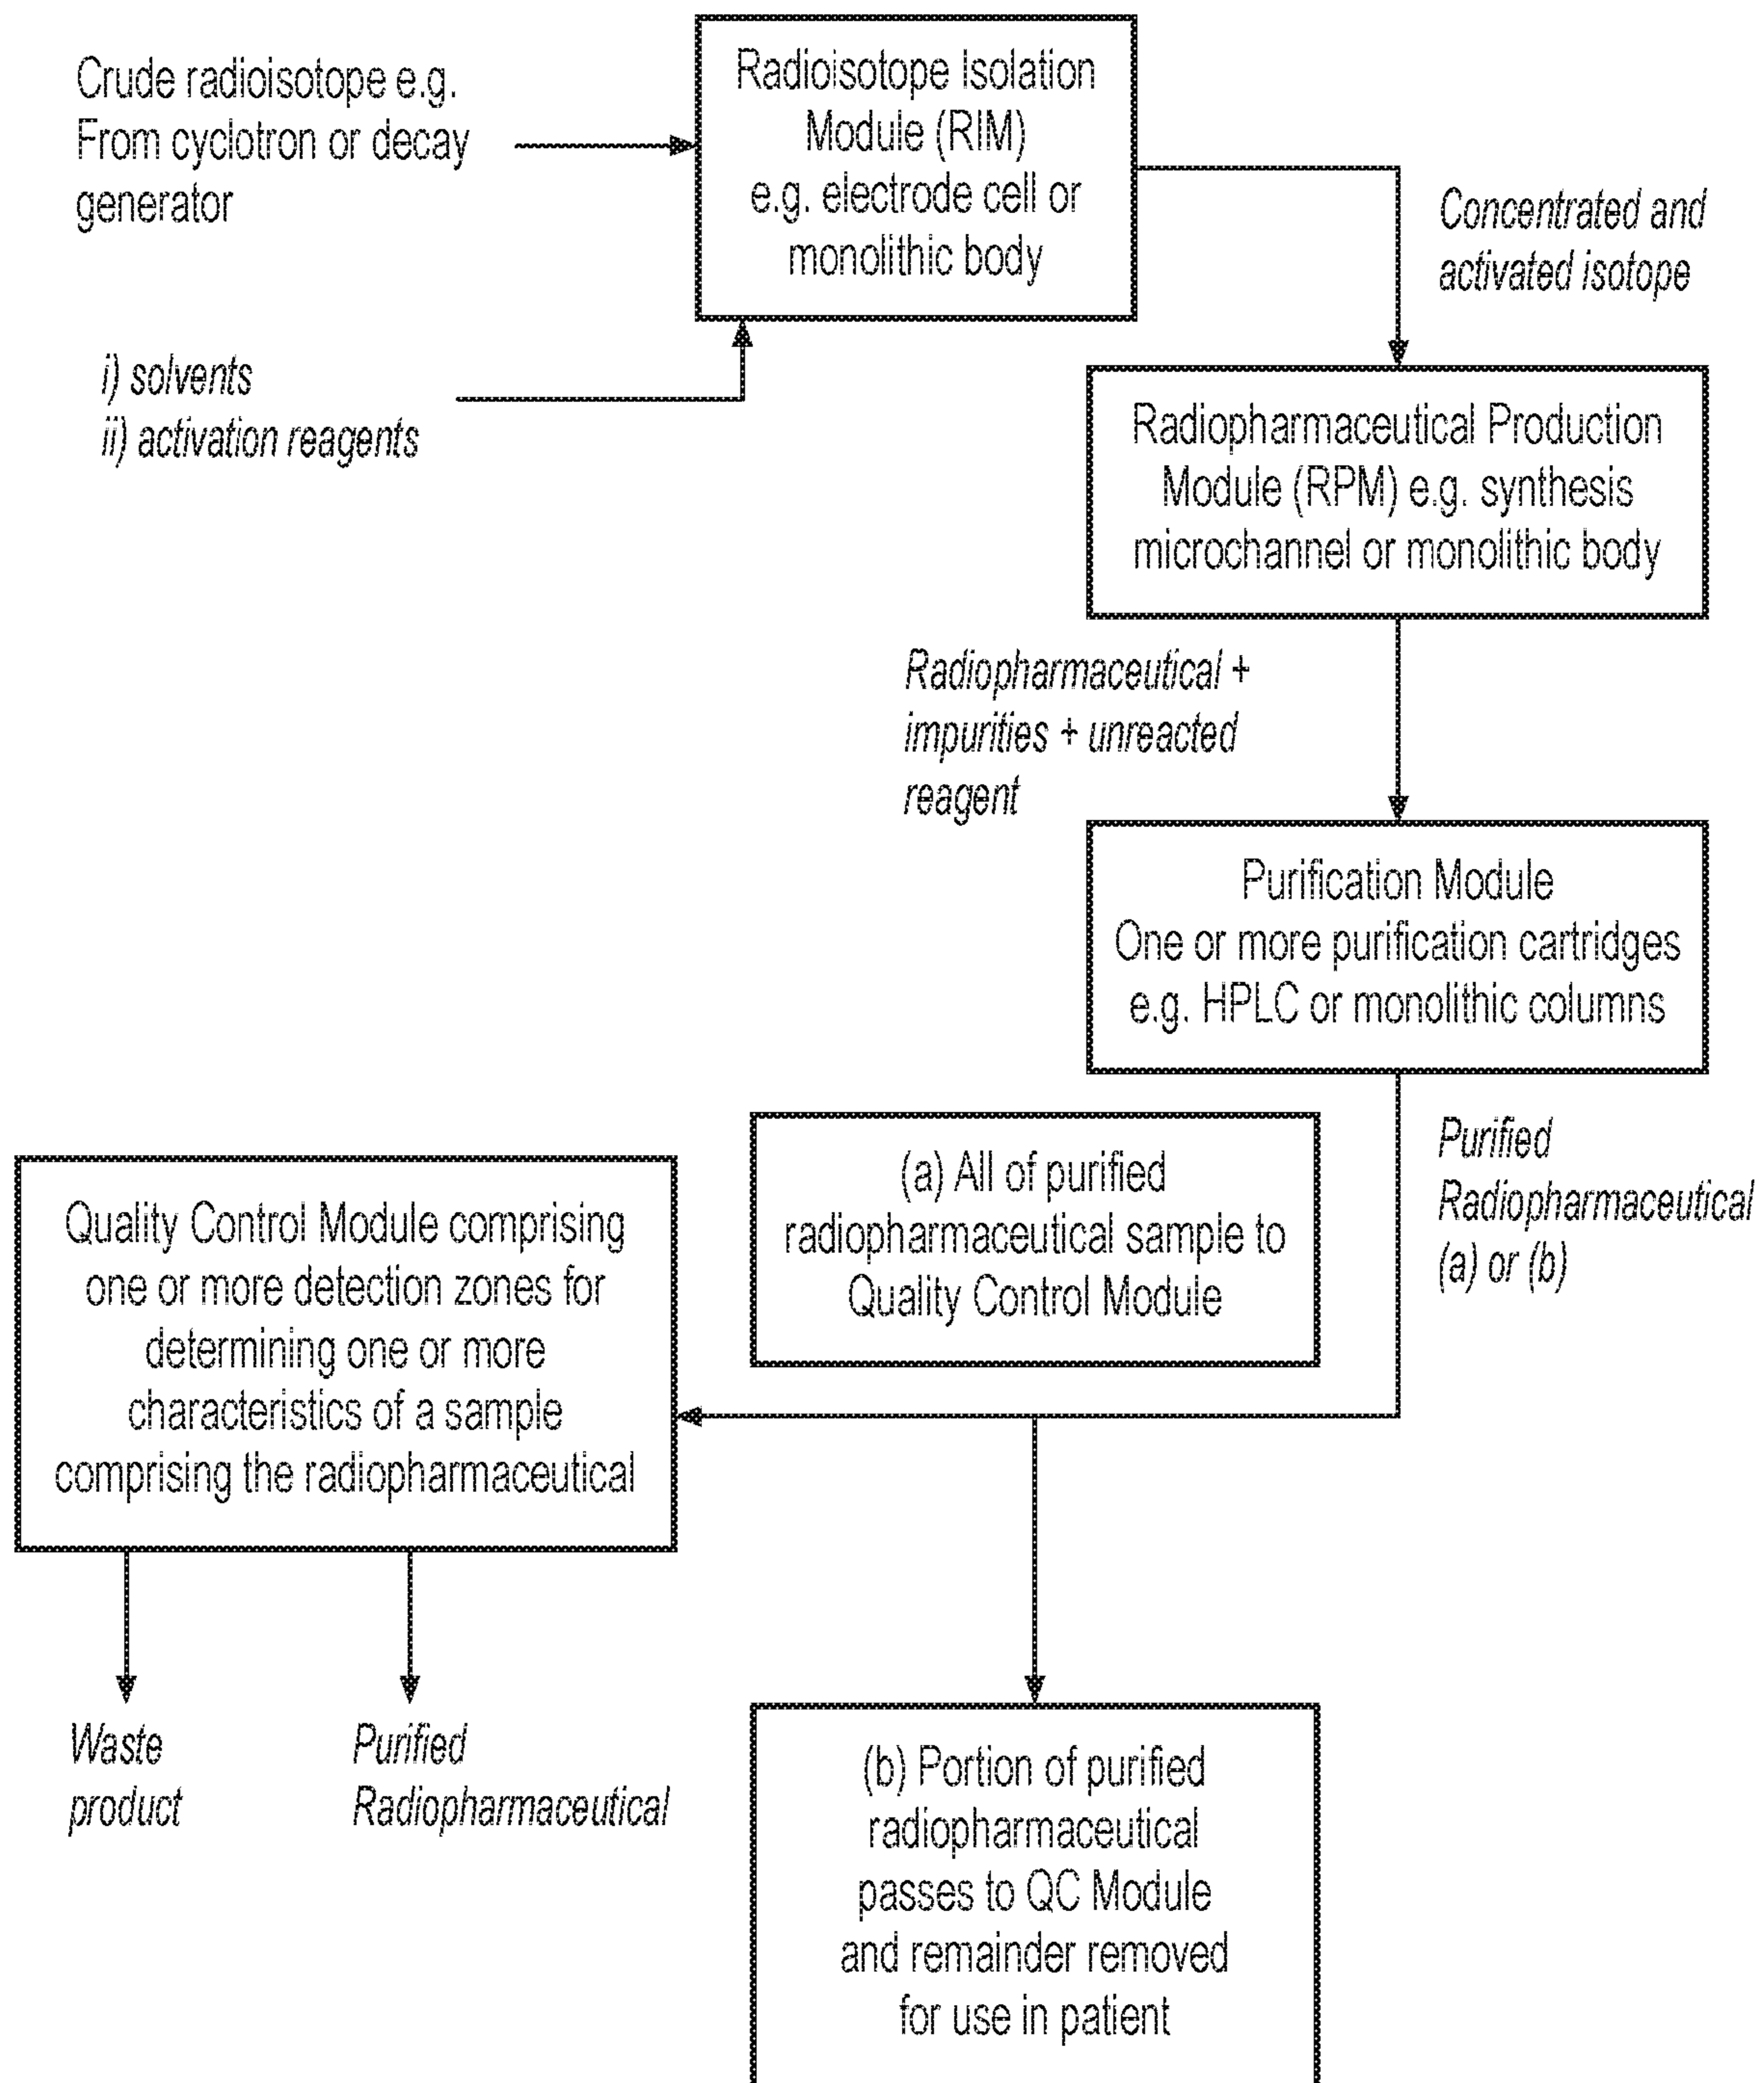 Crude radioisotope e.g.
From cyclotron or decay
generator
Radioisotope Isolation
Module (RIM)
e.g. electrode cell or
monolithic body
i) solvents
ii) activation reagents
Concentrated and
activated isotope
Radiopharmaceutical Production
Module (RPM) e.g. synthesis
microchannel or monolithic body
Radiopharmaceutical +
impurities + unreacted
reagent
Purification Module
One or more purification cartridges
e.g. HPLC or monolithic columns
Purified
Radiopharmaceutical
(a) or (b)
(a) All of purified
radiopharmaceutical sample to
Quality Control Module
Quality Control Module comprising
one or more detection zones for
determining one or more
characteristics of a sample
comprising the radiopharmaceutical
Waste
product
Purified
Radiopharmaceutical
(b) Portion of purified
radiopharmaceutical
passes to QC Module
and remainder removed
for use in patient